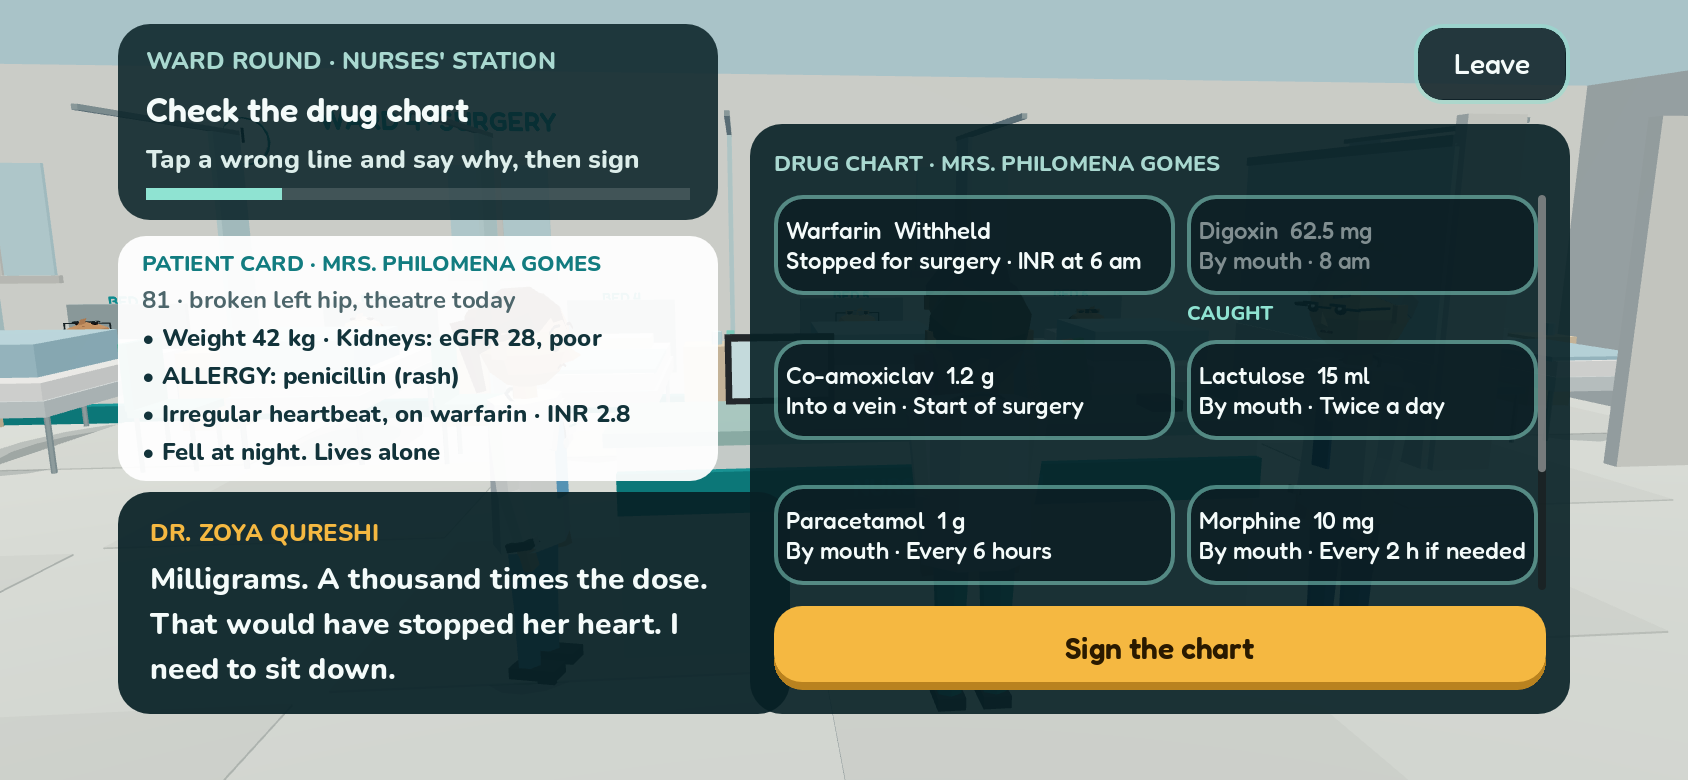 WARD ROUND · NURSES' STATION
Check the drug chart
Tap a wrong line and say why, then sign
PATIENT CARD · MRS. PHILOMENA GOMES
81 · broken left hip, theatre today
• Weight 42 kg · Kidneys: eGFR 28, poor
• ALLERGY: penicillin (rash)
• Irregular heartbeat, on warfarin · INR 2.8
• Fell at night. Lives alone
DR. ZOYA QURESHI
Milligrams. A thousand times the dose.
That would have stopped her heart. I
need to sit down.
Leave
DRUG CHART · MRS. PHILOMENA GOMES
Warfarin Withheld
Stopped for surgery · INR at 6 am
Digoxin 62.5 mg
By mouth · 8 am
CAUGHT
Co-amoxiclav 1.2 g
Into a vein · Start of surgery
Lactulose 15 ml
By mouth · Twice a day
Paracetamol 1 g
By mouth · Every 6 hours
Morphine 10 mg
By mouth · Every 2 h if needed
Sign the chart